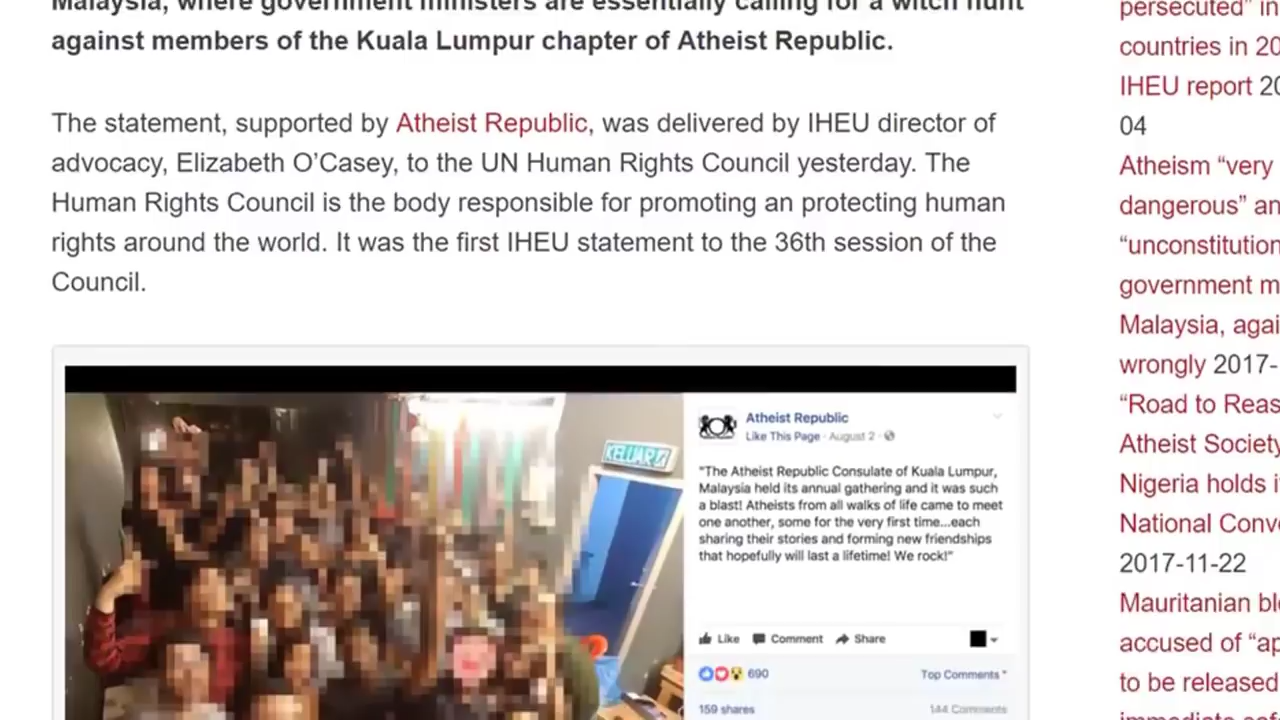 Malaysia, where government ministers are essentially calling for a witch hunt
against members of the Kuala Lumpur chapter of Atheist Republic.
The statement, supported by Atheist Republic, was delivered by IHEU director of
advocacy, Elizabeth O’Casey, to the UN Human Rights Council yesterday. The
Human Rights Council is the body responsible for promoting an protecting human
rights around the world. It was the first IHEU statement to the 36th session of the
Council.
KELUAR
Atheist Republic
Like This Page · August 2 ·
"The Atheist Republic Consulate of Kuala Lumpur,
Malaysia held its annual gathering and it was such
a blast! Atheists from all walks of life came to meet
one another, some for the very first time...each
sharing their stories and forming new friendships
that hopefully will last a lifetime! We rock!"
Like Comment Share
690 Top Comments
159 shares 144 Comments
persecuted” in
countries in 20
IHEU report 20
04
Atheism “very
dangerous” an
“unconstitution
government m
Malaysia, agai
wrongly 2017-
“Road to Reas
Atheist Society
Nigeria holds i
National Conv
2017-11-22
Mauritanian bl
accused of “ap
to be released